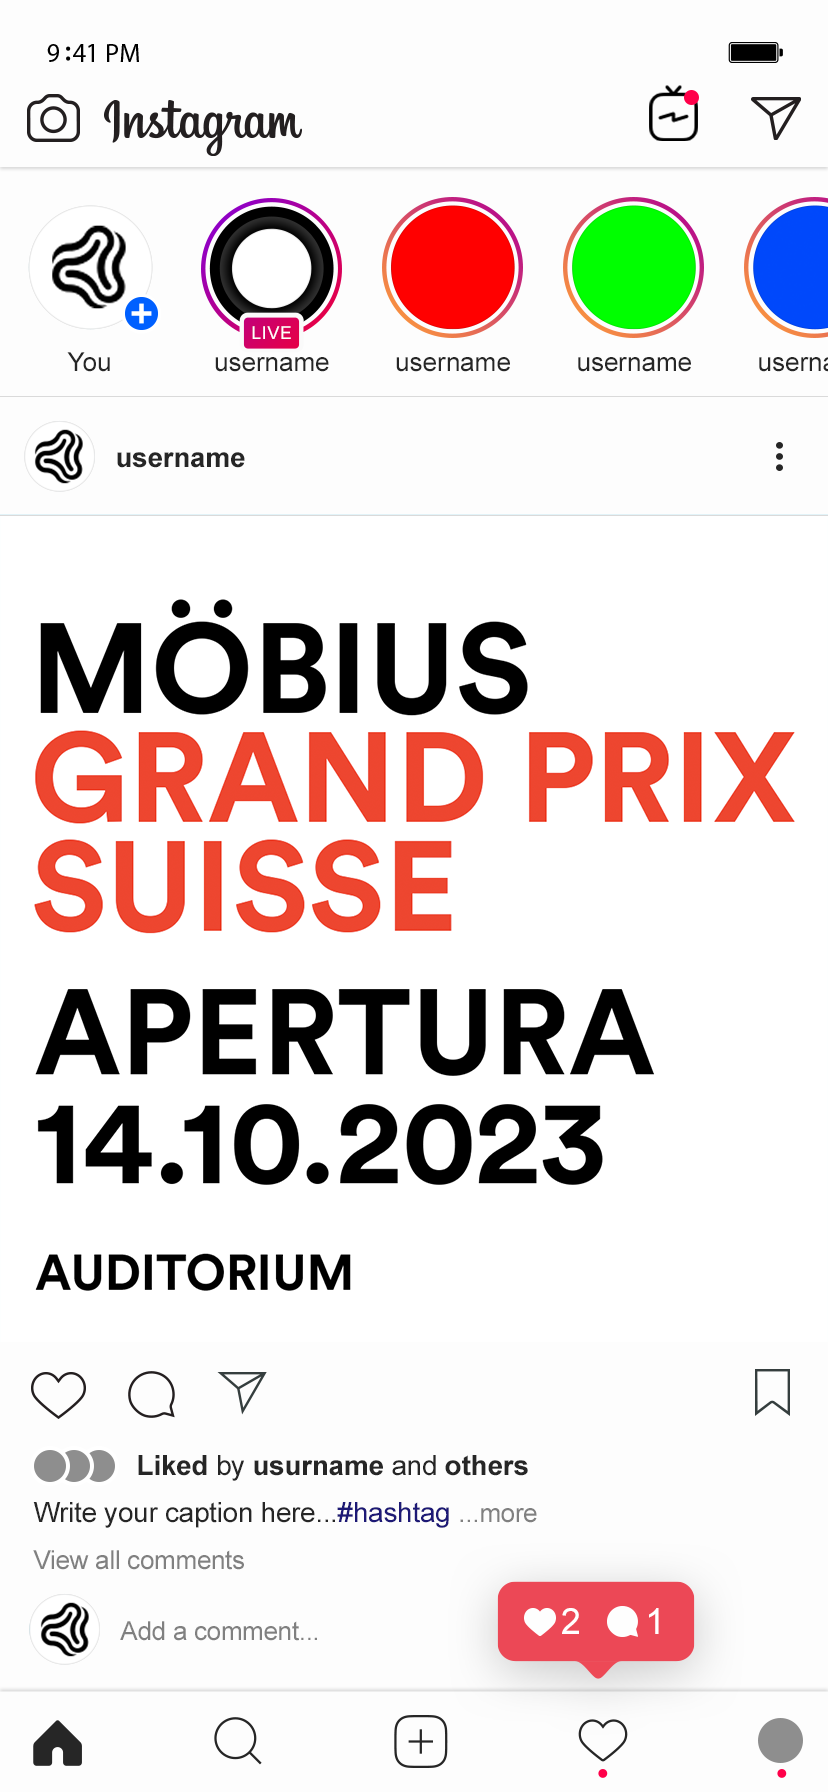 9:41 PM
Instagram
LIVE
You
username
username
username
userna
username
MÖBIUS
GRAND PRIX
SUISSE
APERTURA
14.10.2023
AUDITORIUM
Liked by usurname and others
Write your caption here...#hashtag ...more
View all comments
Add a comment...
2 1